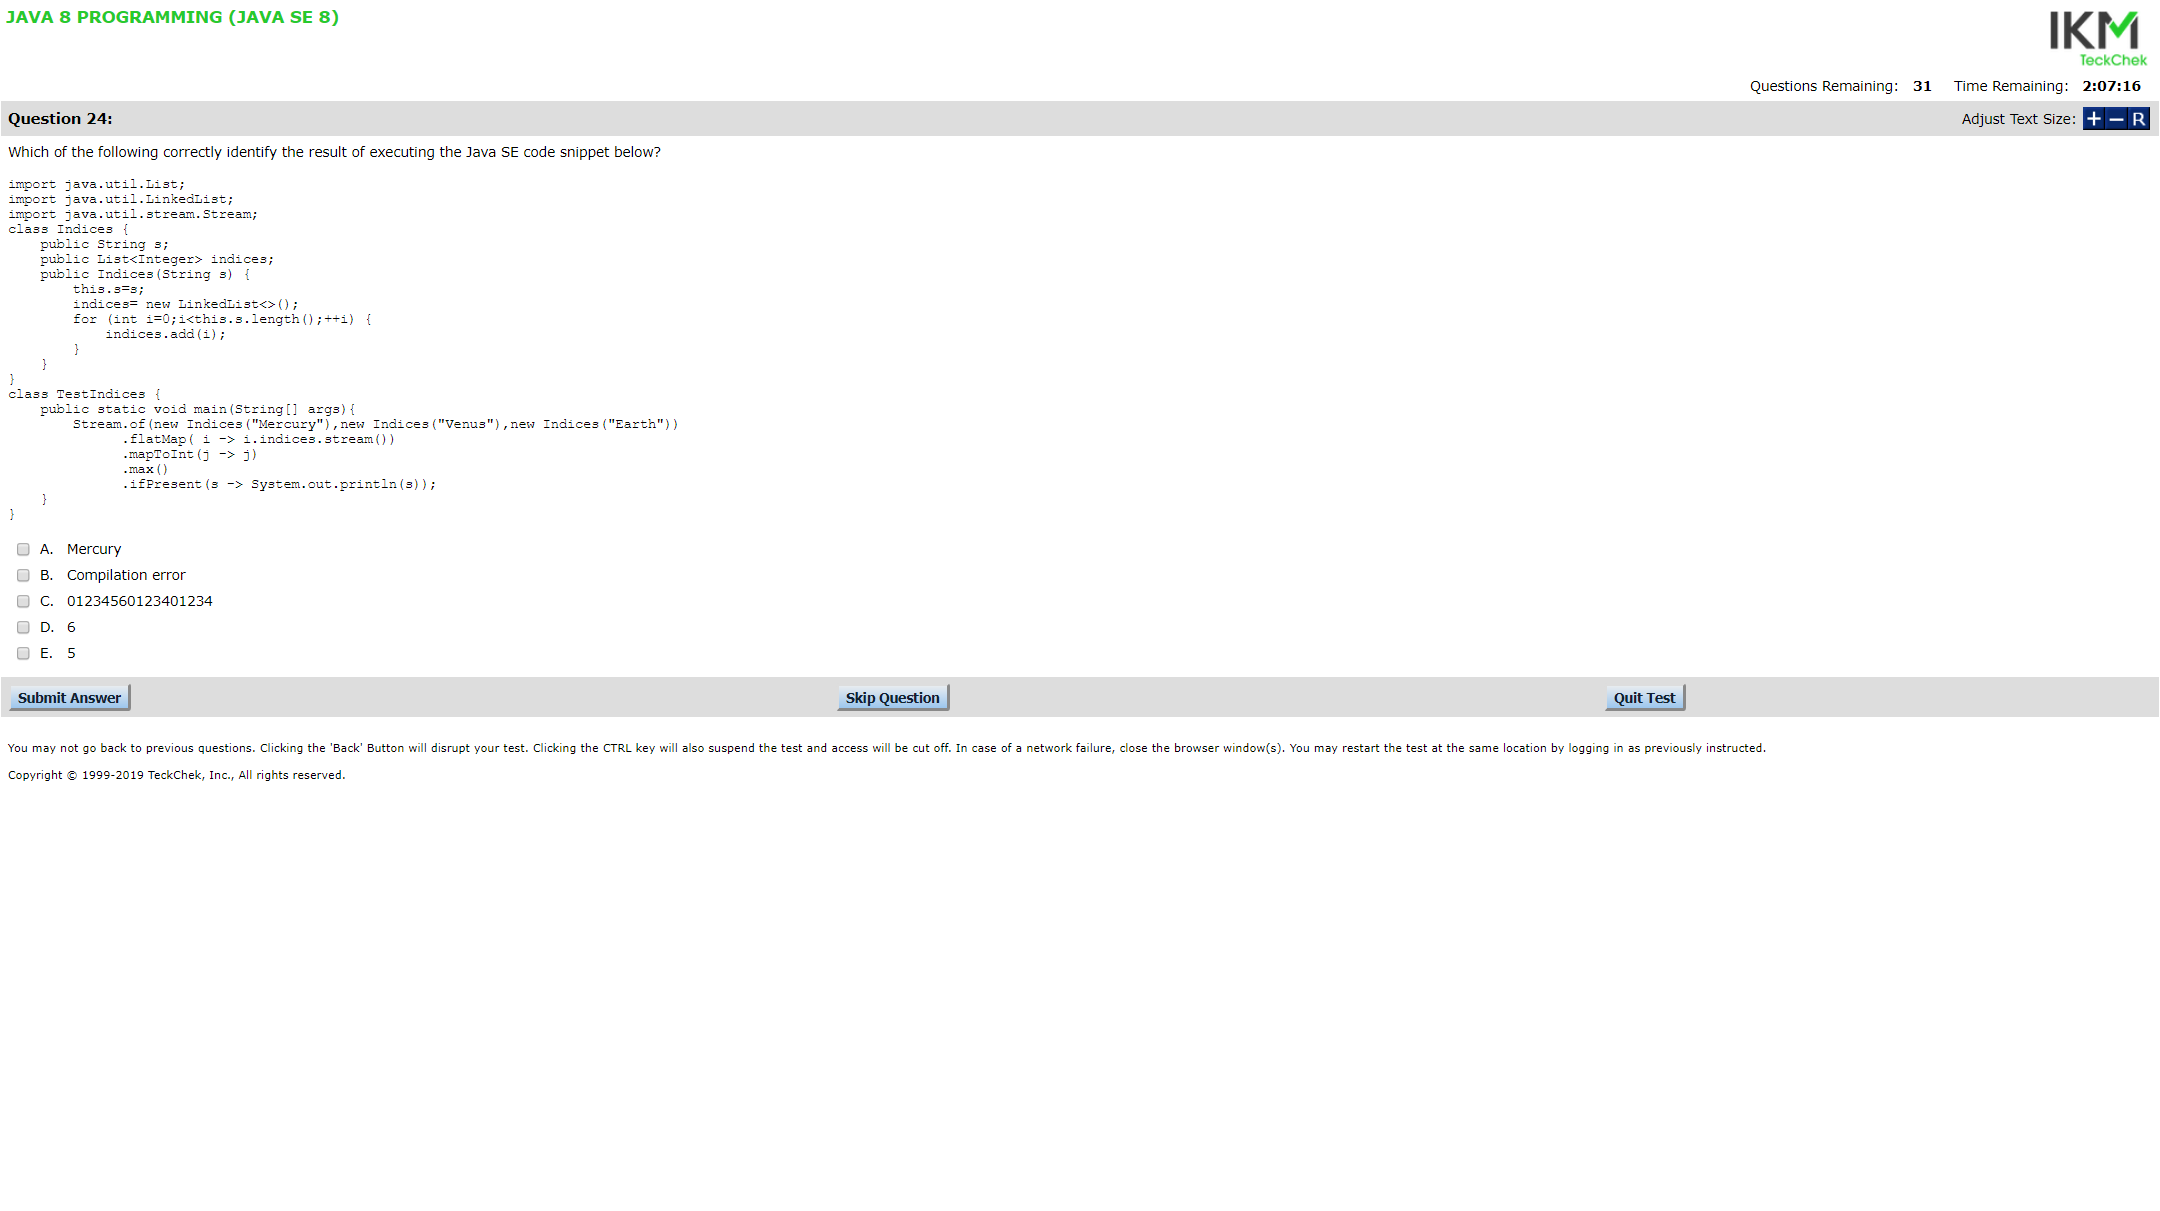 JAVA 8 PROGRAMMING (JAVA SE 8)
IKM
TeckChek
Questions Remaining: 31 Time Remaining: 2:07:16
Question 24:
Adjust Text Size: + − R
Which of the following correctly identify the result of executing the Java SE code snippet below?
import java.util.List;
import java.util.LinkedList;
import java.util.stream.Stream;
class Indices {
    public String s;
    public List<Integer> indices;
    public Indices(String s) {
        this.s=s;
        indices= new LinkedList<>();
        for (int i=0;i<this.s.length();++i) {
            indices.add(i);
        }
    }
}
class TestIndices {
    public static void main(String[] args){
        Stream.of(new Indices("Mercury"),new Indices("Venus"),new Indices("Earth"))
              .flatMap( i -> i.indices.stream())
              .mapToInt(j -> j)
              .max()
              .ifPresent(s -> System.out.println(s));
    }
}
A. Mercury
B. Compilation error
C. 01234560123401234
D. 6
E. 5
Submit Answer Skip Question Quit Test
You may not go back to previous questions. Clicking the 'Back' Button will disrupt your test. Clicking the CTRL key will also suspend the test and access will be cut off. In case of a network failure, close the browser window(s). You may restart the test at the same location by logging in as previously instructed.
Copyright © 1999-2019 TeckChek, Inc., All rights reserved.